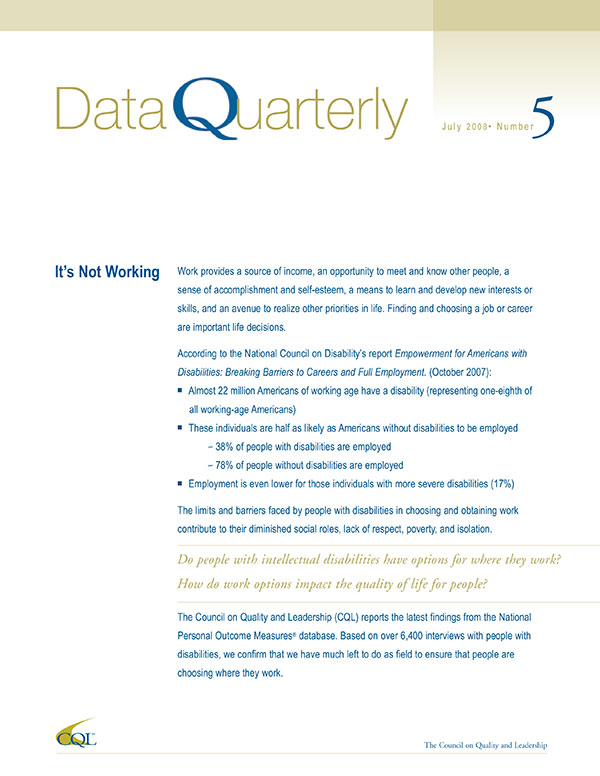 Data Quarterly
July 2008• Number 5
It's Not Working
Work provides a source of income, an opportunity to meet and know other people, a
sense of accomplishment and self-esteem, a means to learn and develop new interests or
skills, and an avenue to realize other priorities in life. Finding and choosing a job or career
are important life decisions.
According to the National Council on Disability's report Empowerment for Americans with
Disabilities: Breaking Barriers to Careers and Full Employment. (October 2007):
■ Almost 22 million Americans of working age have a disability (representing one-eighth of
all working-age Americans)
■ These individuals are half as likely as Americans without disabilities to be employed
– 38% of people with disabilities are employed
– 78% of people without disabilities are employed
■ Employment is even lower for those individuals with more severe disabilities (17%)
The limits and barriers faced by people with disabilities in choosing and obtaining work
contribute to their diminished social roles, lack of respect, poverty, and isolation.
Do people with intellectual disabilities have options for where they work?
How do work options impact the quality of life for people?
The Council on Quality and Leadership (CQL) reports the latest findings from the National
Personal Outcome Measures® database. Based on over 6,400 interviews with people with
disabilities, we confirm that we have much left to do as field to ensure that people are
choosing where they work.
CQL™
The Council on Quality and Leadership